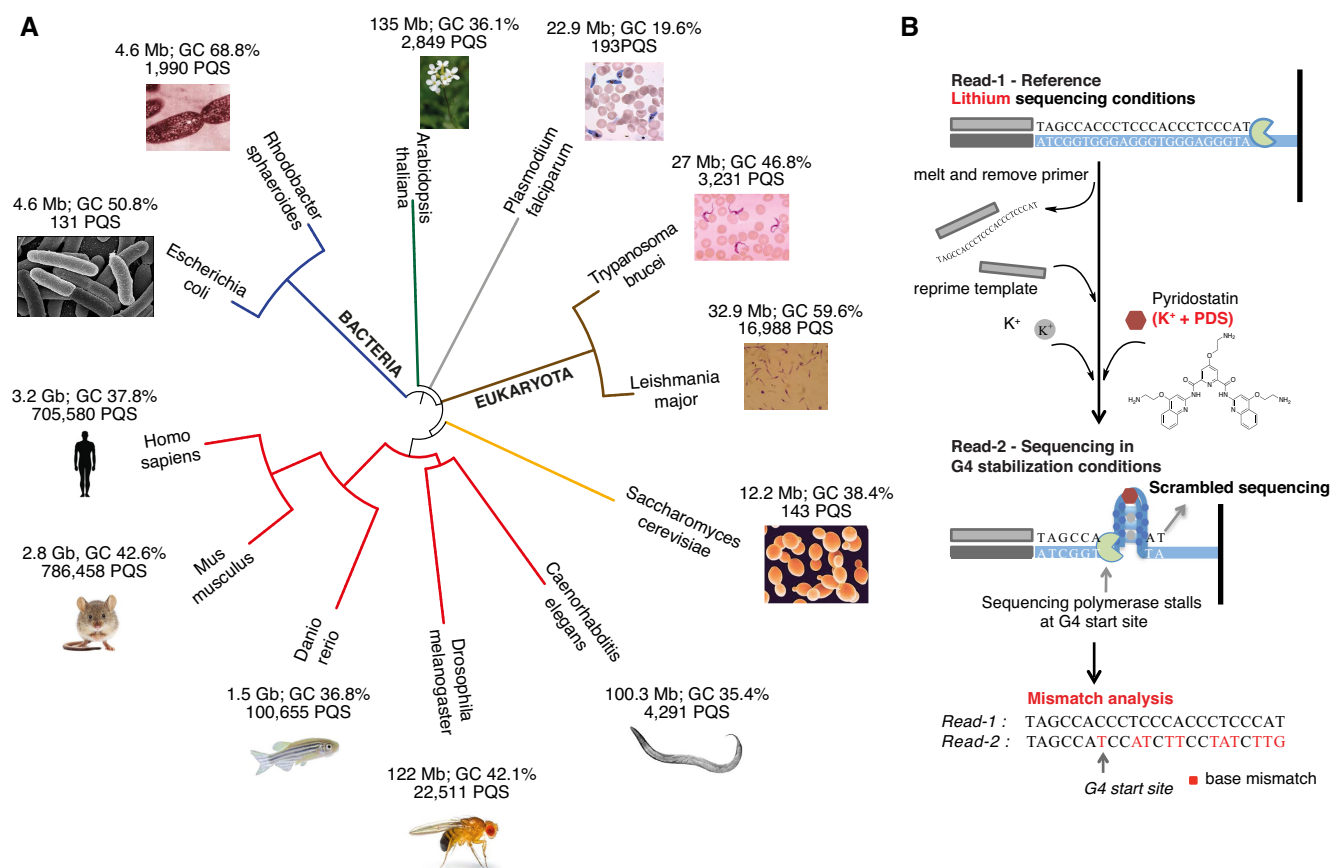 A
135 Mb; GC 36.1%
2,849 PQS
22.9 Mb; GC 19.6%
193PQS
4.6 Mb; GC 68.8%
1,990 PQS
Rhodobacter
sphaeroides
Arabidopsis
thaliana
Plasmodium
falciparum
27 Mb; GC 46.8%
3,231 PQS
4.6 Mb; GC 50.8%
131 PQS
Escherichia
coli
Trypanosoma
brucei
BACTERIA
32.9 Mb; GC 59.6%
16,988 PQS
EUKARYOTA
Leishmania
major
3.2 Gb; GC 37.8%
705,580 PQS
Homo
sapiens
12.2 Mb; GC 38.4%
143 PQS
Saccharomyces
cerevisiae
2.8 Gb, GC 42.6%
786,458 PQS
Mus
musculus
Danio
rerio
Drosophila
melanogaster
Caenorhabditis
elegans
1.5 Gb; GC 36.8%
100,655 PQS
100.3 Mb; GC 35.4%
4,291 PQS
122 Mb; GC 42.1%
22,511 PQS
B
Read-1 - Reference
Lithium sequencing conditions
TAGCCACCCTCCCACCCTCCCAT
ATCGGTGGGAGGGTGGGAGGGTA
melt and remove primer
TAGCCACCCTCCCACCCTCCCAT
reprime template
K+
K+
Pyridostatin
(K+ + PDS)
NH2
O
O
N
O
H2N
O
NH
HN
O
NH2
N
N
Read-2 - Sequencing in
G4 stabilization conditions
Scrambled sequencing
TAGCCA
AT
ATCGGT
TA
Sequencing polymerase stalls
at G4 start site
Mismatch analysis
Read-1 : TAGCCACCCTCCCACCCTCCCAT
Read-2 : TAGCCATCCATCTTCCTATCTTG
G4 start site
base mismatch